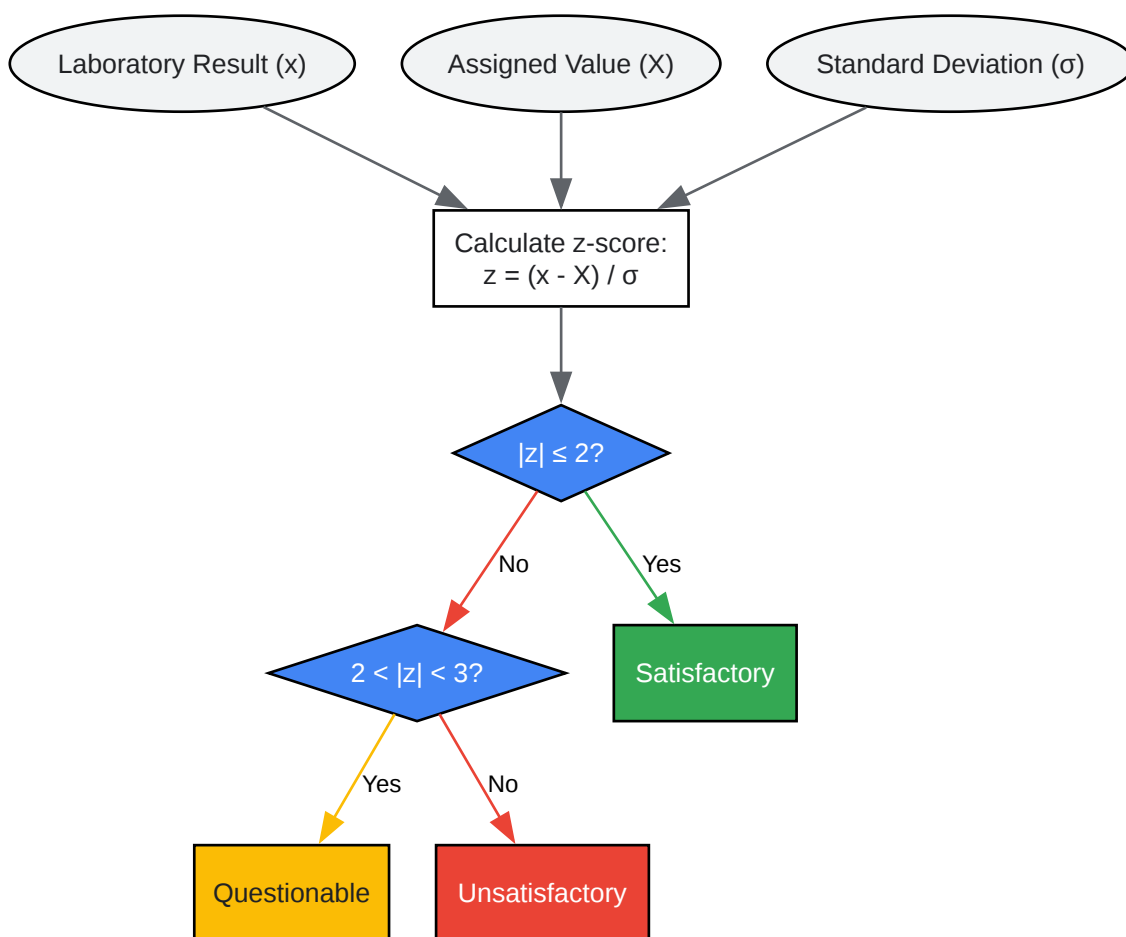 Laboratory Result (x)
Assigned Value (X)
Standard Deviation (σ)
Calculate z-score:
z = (x - X) / σ
|z| ≤ 2?
No
Yes
2 < |z| < 3?
Satisfactory
Yes
No
Questionable
Unsatisfactory